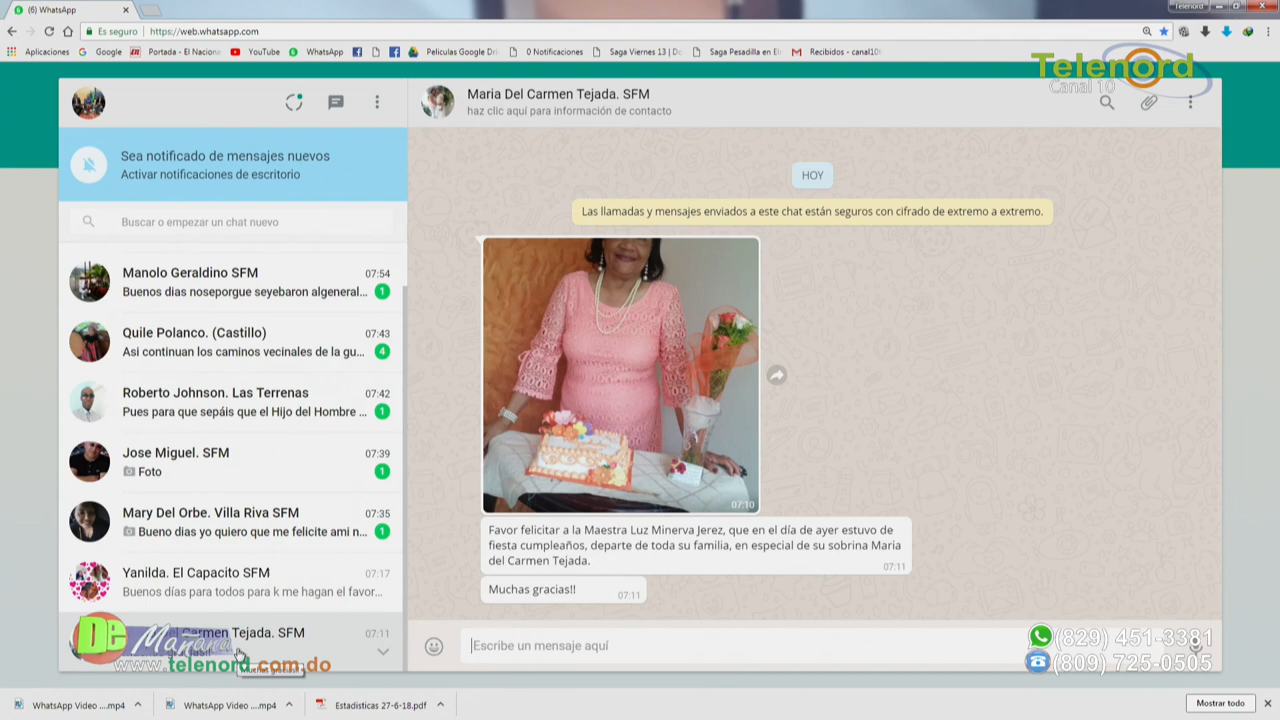 (6) WhatsApp
Telenord
Es seguro | https://web.whatsapp.com
Aplicaciones
Google
Portada - El Nacione
YouTube
WhatsApp
Peliculas Google Dri
0 Notificaciones
Saga Viernes 13 | Do
Saga Pesadilla en El
Recibidos - canal10
Telenord
Canal 10
Maria Del Carmen Tejada. SFM
haz clic aquí para información de contacto
Sea notificado de mensajes nuevos
Activar notificaciones de escritorio
Buscar o empezar un chat nuevo
Manolo Geraldino SFM 07:54
Buenos dias noseporgue seyebaron algeneral... 1
Quile Polanco. (Castillo) 07:43
Asi continuan los caminos vecinales de la gu... 4
Roberto Johnson. Las Terrenas 07:42
Pues para que sepáis que el Hijo del Hombre ... 1
Jose Miguel. SFM 07:39
Foto 1
Mary Del Orbe. Villa Riva SFM 07:35
Bueno dias yo quiero que me felicite ami n... 1
Yanilda. El Capacito SFM 07:17
Buenos días para todos para k me hagan el favor...
Carmen Tejada. SFM 07:11
De Mañana
www.telenord.com.do
Muchas gracias!!
HOY
Las llamadas y mensajes enviados a este chat están seguros con cifrado de extremo a extremo.
07:10
Favor felicitar a la Maestra Luz Minerva Jerez, que en el día de ayer estuvo de
fiesta cumpleaños, departe de toda su familia, en especial de su sobrina Maria
del Carmen Tejada.
07:11
Muchas gracias!! 07:11
Escribe un mensaje aquí
(829) 451-3381
(809) 725-0505
WhatsApp Video ....mp4
WhatsApp Video ....mp4
Estadisticas 27-6-18.pdf
Mostrar todo